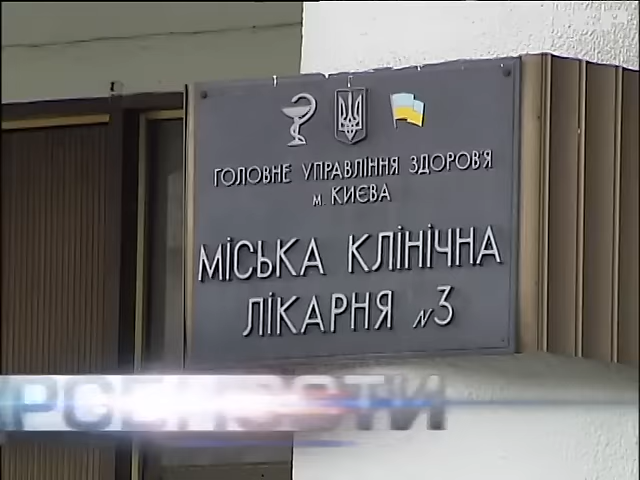 ГОЛОВНЕ УПРАВЛІННЯ ЗДОРОВ'Я
м. КИЄВА
МІСЬКА КЛІНІЧНА
ЛІКАРНЯ №3